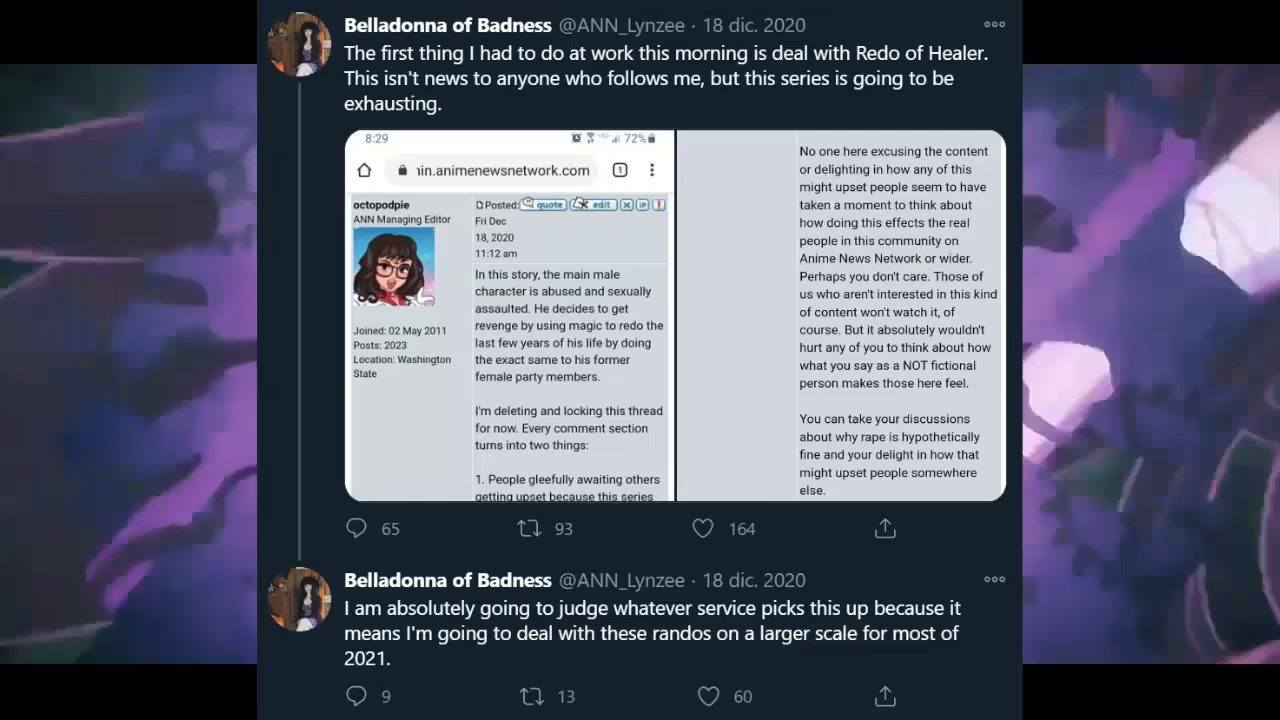 Belladonna of Badness @ANN_Lynzee · 18 dic. 2020
The first thing I had to do at work this morning is deal with Redo of Healer.
This isn't news to anyone who follows me, but this series is going to be
exhausting.
8:29
72%
in.animenewsnetwork.com
1
octopodpie
ANN Managing Editor
Joined: 02 May 2011
Posts: 2023
Location: Washington
State
Posted: quote edit X IP !
Fri Dec
18, 2020
11:12 am
In this story, the main male
character is abused and sexually
assaulted. He decides to get
revenge by using magic to redo the
last few years of his life by doing
the exact same to his former
female party members.
I'm deleting and locking this thread
for now. Every comment section
turns into two things:
1. People gleefully awaiting others
getting upset because this series
No one here excusing the content
or delighting in how any of this
might upset people seem to have
taken a moment to think about
how doing this effects the real
people in this community on
Anime News Network or wider.
Perhaps you don't care. Those of
us who aren't interested in this kind
of content won't watch it, of
course. But it absolutely wouldn't
hurt any of you to think about how
what you say as a NOT fictional
person makes those here feel.
You can take your discussions
about why rape is hypothetically
fine and your delight in how that
might upset people somewhere
else.
65 93 164
Belladonna of Badness @ANN_Lynzee · 18 dic. 2020
I am absolutely going to judge whatever service picks this up because it
means I'm going to deal with these randos on a larger scale for most of
2021.
9 13 60